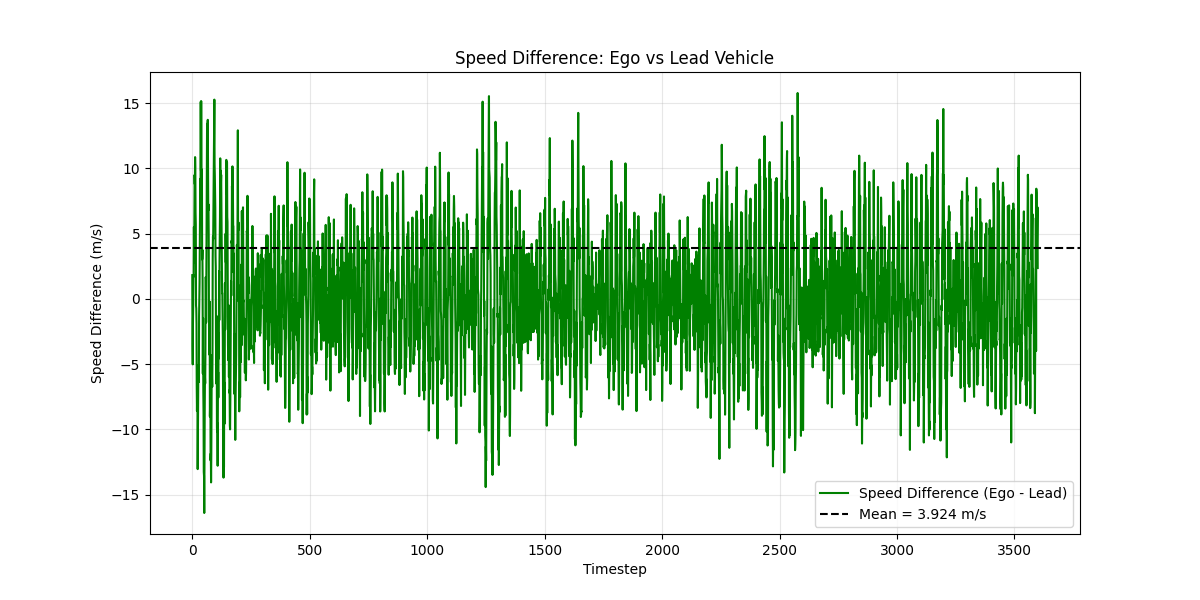 Speed Difference: Ego vs Lead Vehicle
Speed Difference (m/s)
15
10
5
0
−5
−10
−15
Speed Difference (Ego - Lead)
Mean = 3.924 m/s
0 500 1000 1500 2000 2500 3000 3500
Timestep